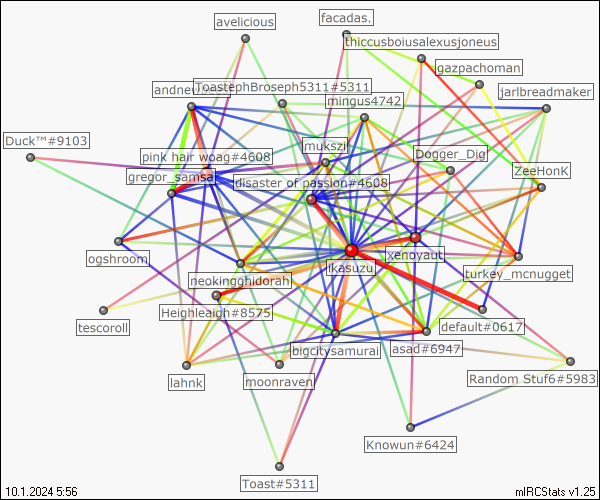 avelicious
facadas.
thiccusboiusalexusjoneus
gazpachoman
ToastephBroseph5311#5311
jarlbreadmaker
mingus4742
Duck™#9103
mukszi
pink hair woag#4608
Dogger_Dig
ZeeHonK
gregor_samsa
disaster of passion#4608
ogshroom
xenoyaut
ikasuzu
turkey_mcnugget
neokingghidorah
Heighleaigh#8575
tescoroll
default#0617
bigcitysamurai
asad#6947
lahnk
moonraven
Random Stuf6#5983
Knowun#6424
Toast#5311
10.1.2024 5:56
mIRCStats v1.25